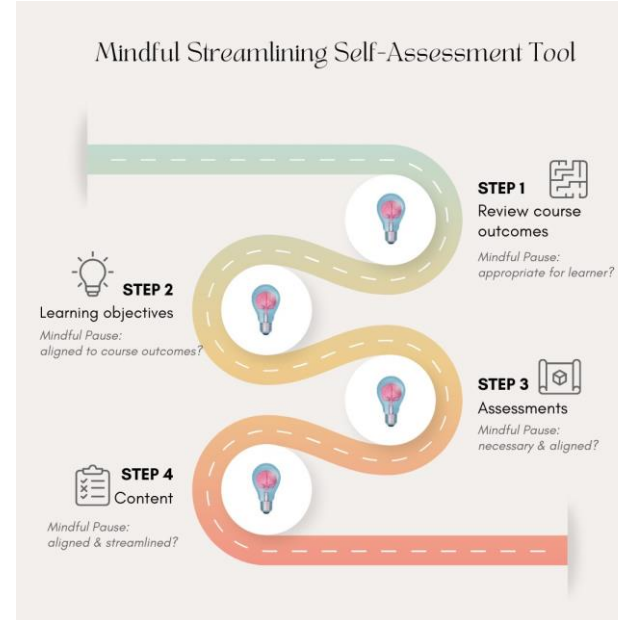 Mindful Streamlining Self-Assessment Tool
STEP 1
Review course
outcomes
Mindful Pause:
appropriate for learner?
STEP 2
Learning objectives
Mindful Pause:
aligned to course outcomes?
STEP 3
Assessments
Mindful Pause:
necessary & aligned?
STEP 4
Content
Mindful Pause:
aligned & streamlined?